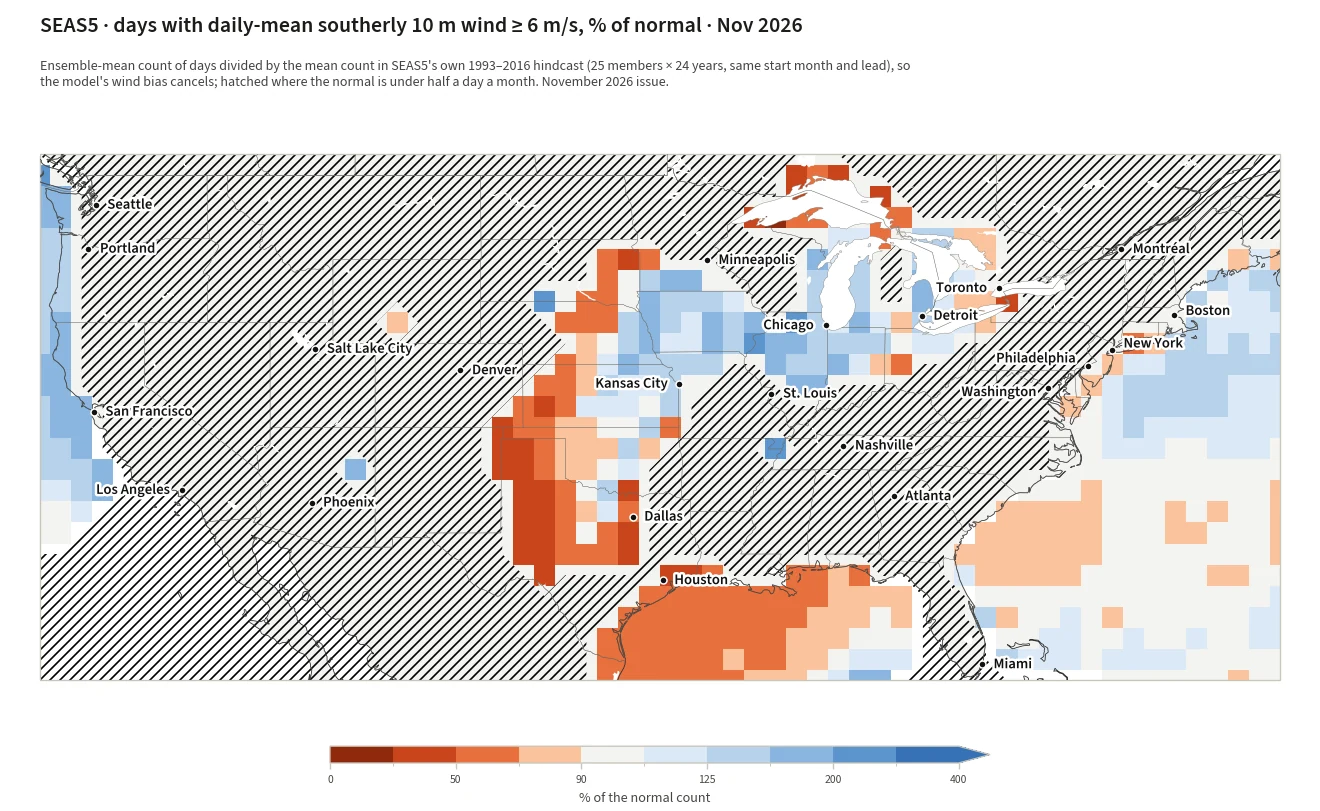 SEAS5 · days with daily-mean southerly 10 m wind ≥ 6 m/s, % of normal · Nov 2026
Ensemble-mean count of days divided by the mean count in SEAS5's own 1993–2016 hindcast (25 members × 24 years, same start month and lead), so
the model's wind bias cancels; hatched where the normal is under half a day a month. November 2026 issue.
Seattle
Portland
Montréal
Minneapolis
Toronto
Boston
Detroit
Chicago
New York
Salt Lake City
Philadelphia
Denver
Kansas City
Washington
St. Louis
San Francisco
Nashville
Los Angeles
Phoenix
Atlanta
Dallas
Houston
Miami
0 50 90 125 200 400
% of the normal count